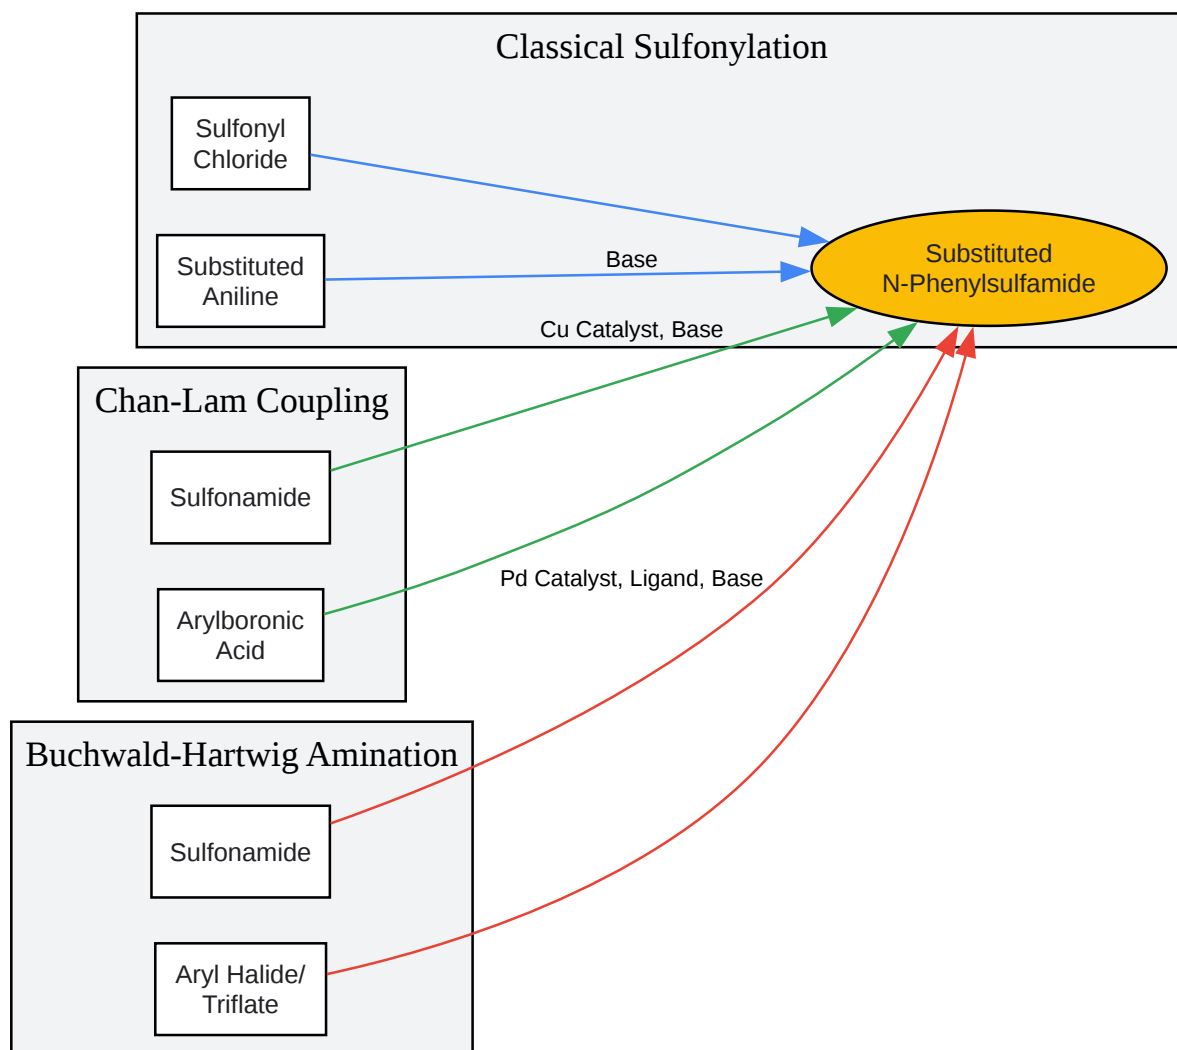 Classical Sulfonylation
Sulfonyl
Chloride
Substituted
Aniline
Base
Substituted
N-Phenylsulfamide
Cu Catalyst, Base
Chan-Lam Coupling
Sulfonamide
Arylboronic
Acid
Pd Catalyst, Ligand, Base
Buchwald-Hartwig Amination
Sulfonamide
Aryl Halide/
Triflate